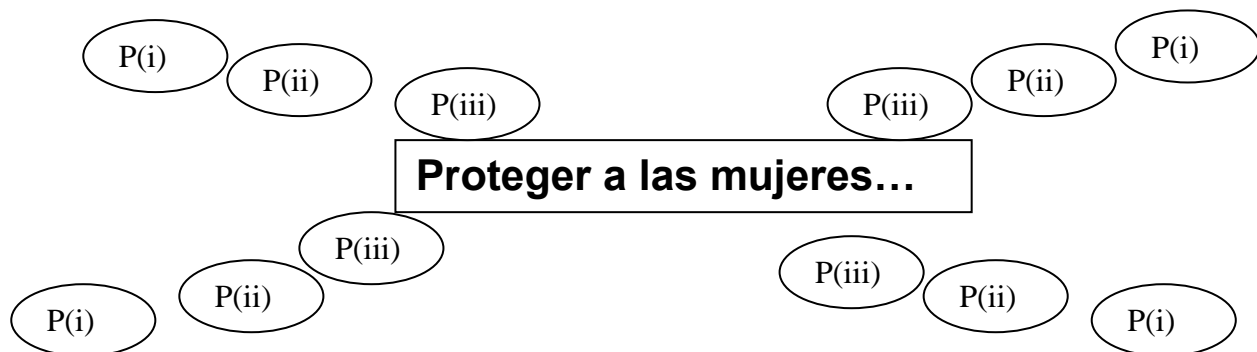 P(i)
P(i)
P(ii)
P(ii)
P(iii)
P(iii)
Proteger a las mujeres…
P(iii)
P(iii)
P(ii)
P(ii)
P(i)
P(i)